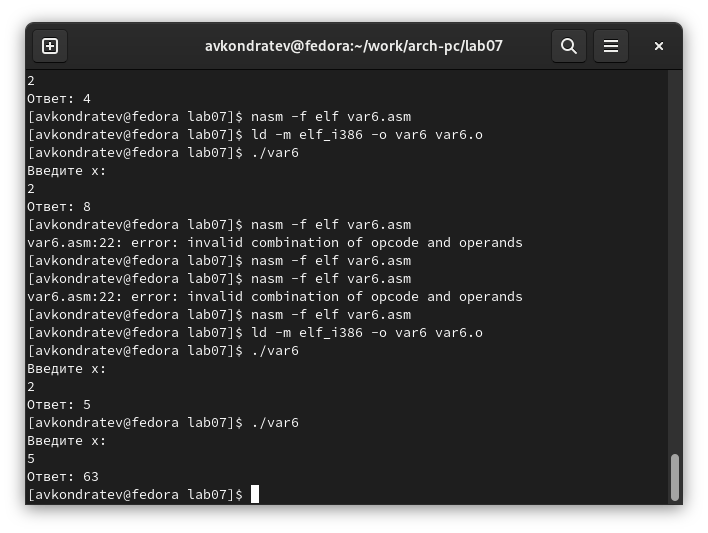 avkondratev@fedora:~/work/arch-pc/lab07
2
Ответ: 4
[avkondratev@fedora lab07]$ nasm -f elf var6.asm
[avkondratev@fedora lab07]$ ld -m elf_i386 -o var6 var6.o
[avkondratev@fedora lab07]$ ./var6
Введите x:
2
Ответ: 8
[avkondratev@fedora lab07]$ nasm -f elf var6.asm
var6.asm:22: error: invalid combination of opcode and operands
[avkondratev@fedora lab07]$ nasm -f elf var6.asm
[avkondratev@fedora lab07]$ nasm -f elf var6.asm
var6.asm:22: error: invalid combination of opcode and operands
[avkondratev@fedora lab07]$ nasm -f elf var6.asm
[avkondratev@fedora lab07]$ ld -m elf_i386 -o var6 var6.o
[avkondratev@fedora lab07]$ ./var6
Введите x:
2
Ответ: 5
[avkondratev@fedora lab07]$ ./var6
Введите x:
5
Ответ: 63
[avkondratev@fedora lab07]$